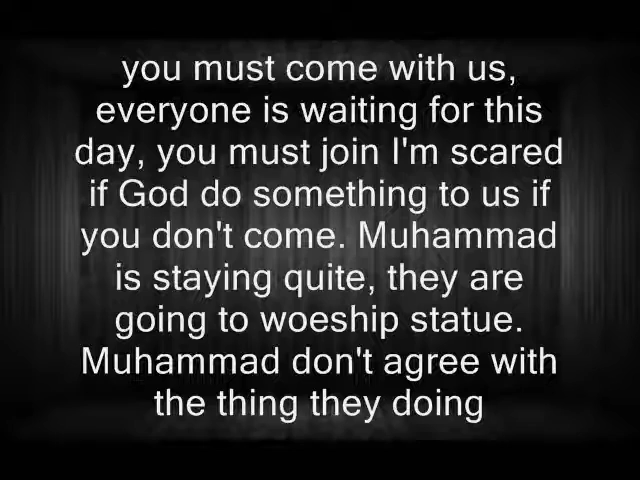 you must come with us,
everyone is waiting for this
day, you must join I'm scared
if God do something to us if
you don't come. Muhammad
is staying quite, they are
going to woeship statue.
Muhammad don't agree with
the thing they doing